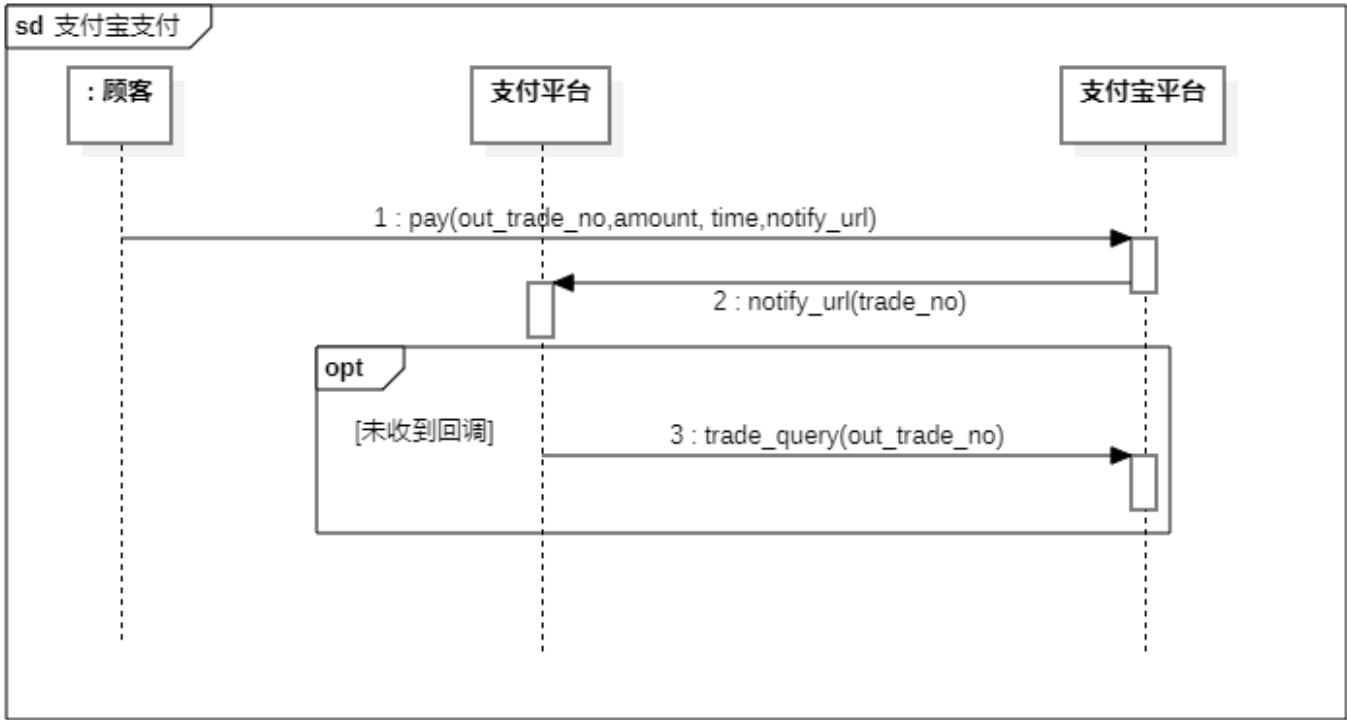 sd 支付宝支付
: 顾客
支付平台
支付宝平台
1 : pay(out_trade_no,amount, time,notify_url)
2 : notify_url(trade_no)
opt
[未收到回调]
3 : trade_query(out_trade_no)